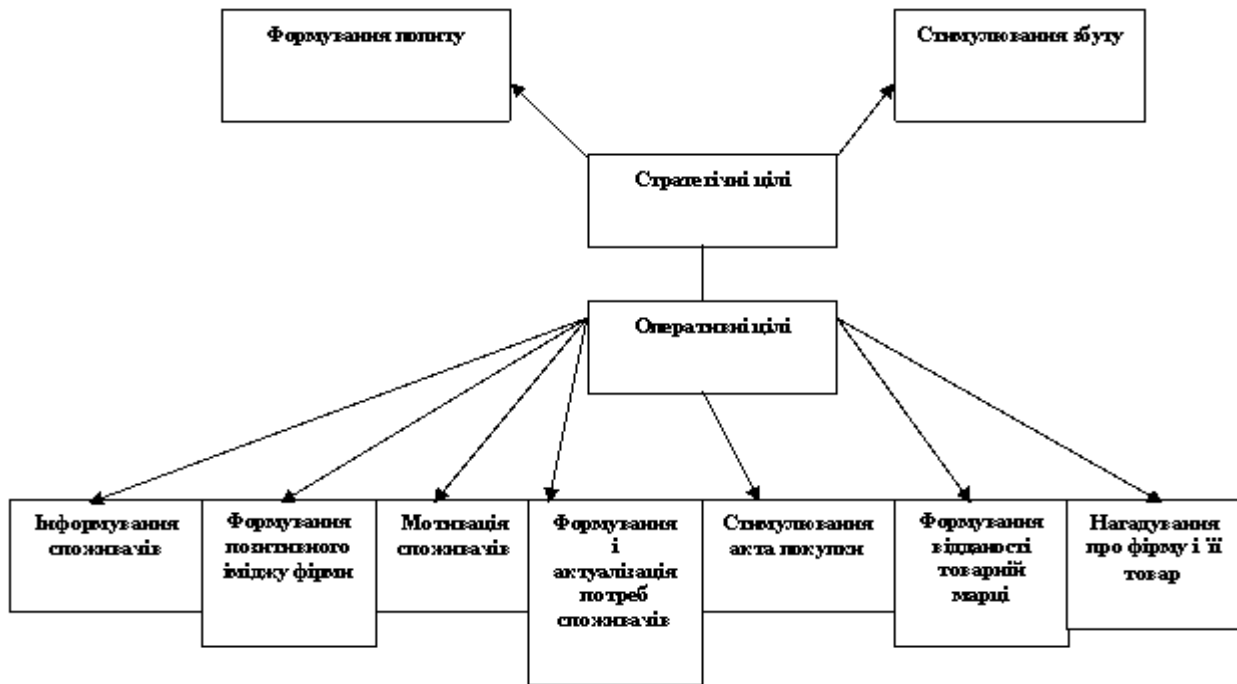 Формування попиту
Стимулювання збуту
Стратегічні цілі
Оперативні цілі
Інформування
споживачів
Формування
позитивного
іміджу фірми
Мотивація
споживачів
Формування
і
актуалізація
потреб
споживачів
Стимулювання
акта покупки
Формування
відданості
товарній
марці
Нагадування
про фірму і її
товар